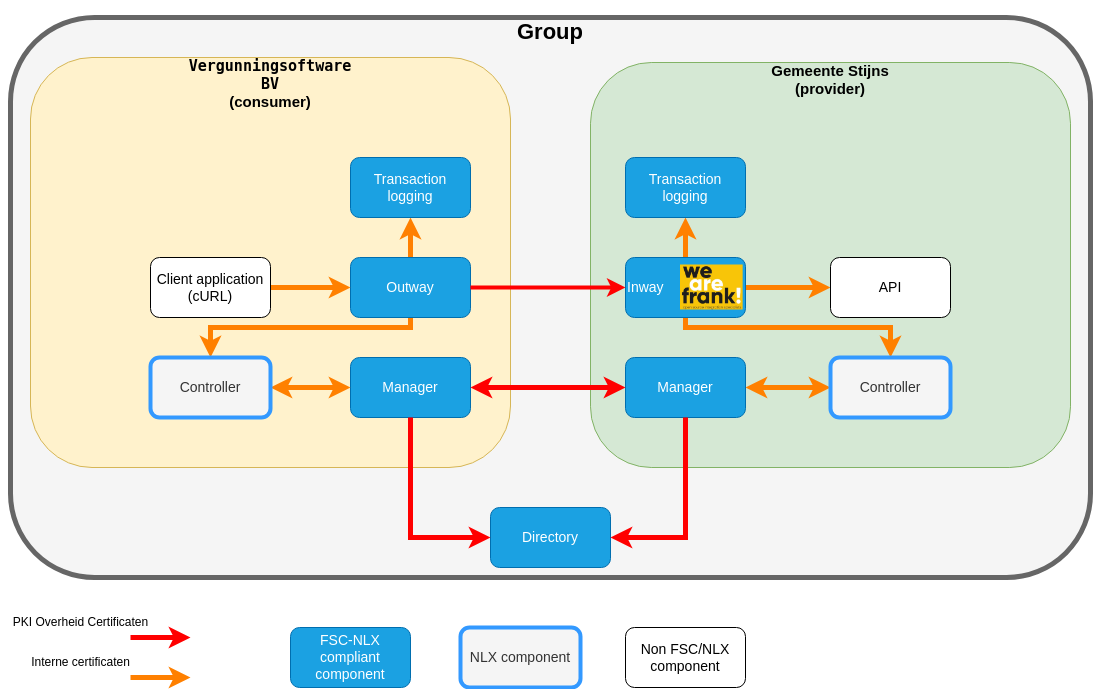 Group
Vergunningsoftware
BV
(consumer)
Gemeente Stijns
(provider)
Transaction
logging
Transaction
logging
Client application
(cURL)
Outway
Inway
we
are
frank!
API
Controller
Manager
Manager
Controller
Directory
PKI Overheid Certificaten
Interne certificaten
FSC-NLX
compliant
component
NLX component
Non FSC/NLX
component